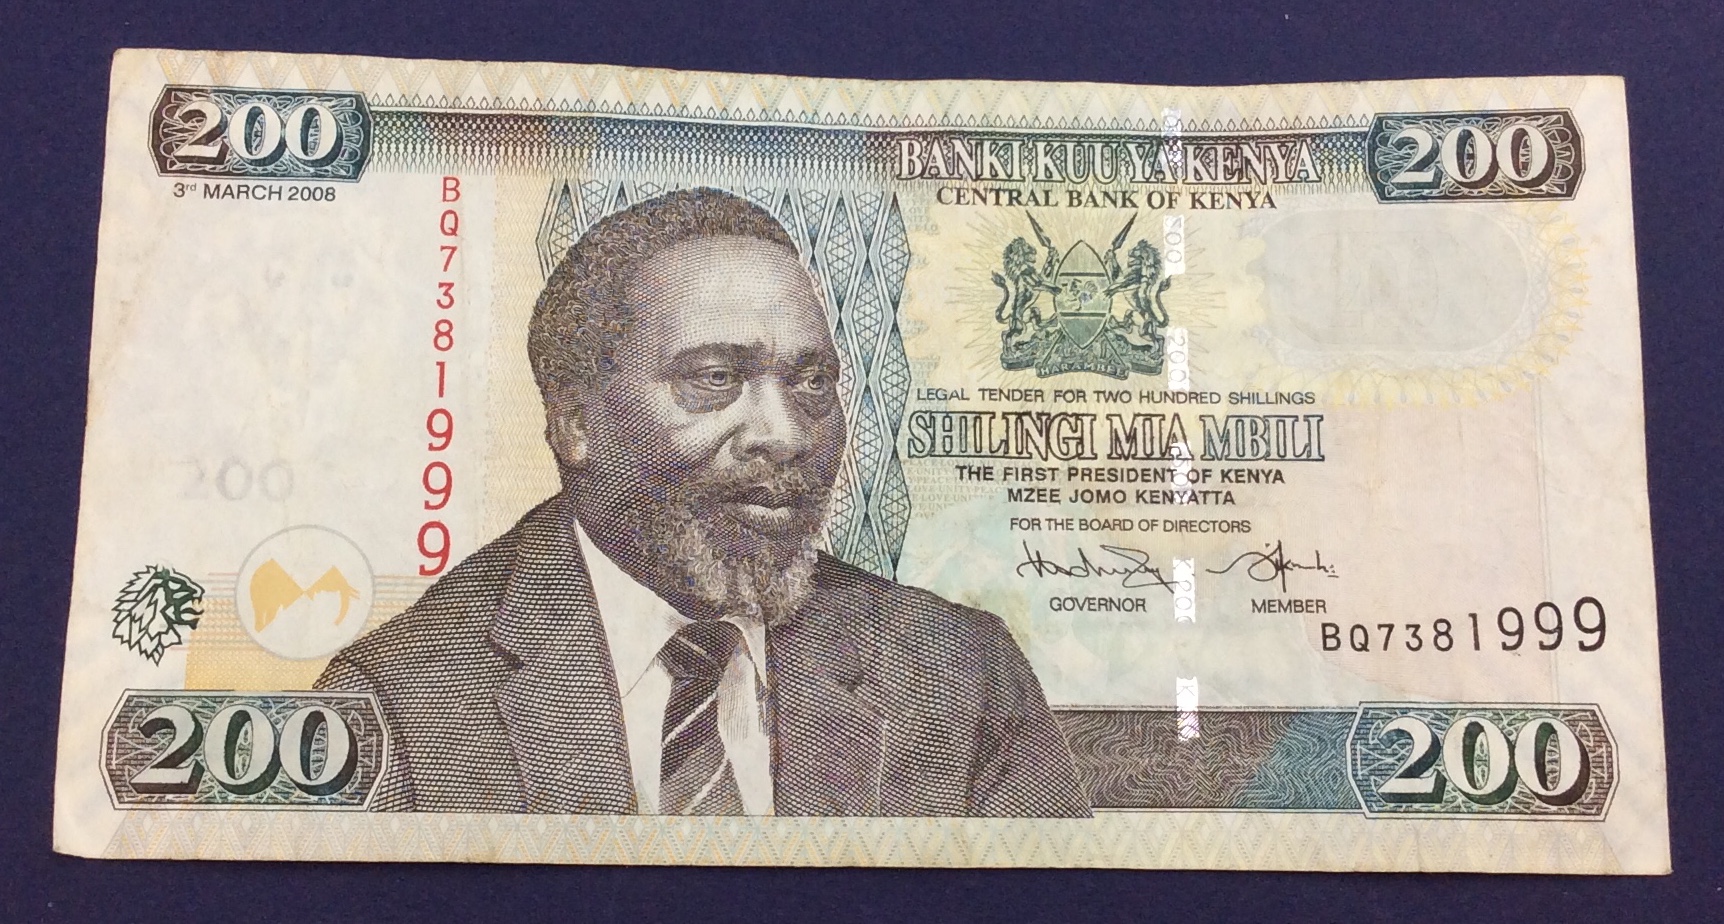 200
200
3rd MARCH 2008
BANKI KUU YA KENYA
CENTRAL BANK OF KENYA
BQ7381999
HARAMBEE
LEGAL TENDER FOR TWO HUNDRED SHILLINGS
SHILINGI MIA MBILI
THE FIRST PRESIDENT OF KENYA
MZEE JOMO KENYATTA
FOR THE BOARD OF DIRECTORS
200
GOVERNOR MEMBER
BQ7381999
200
200